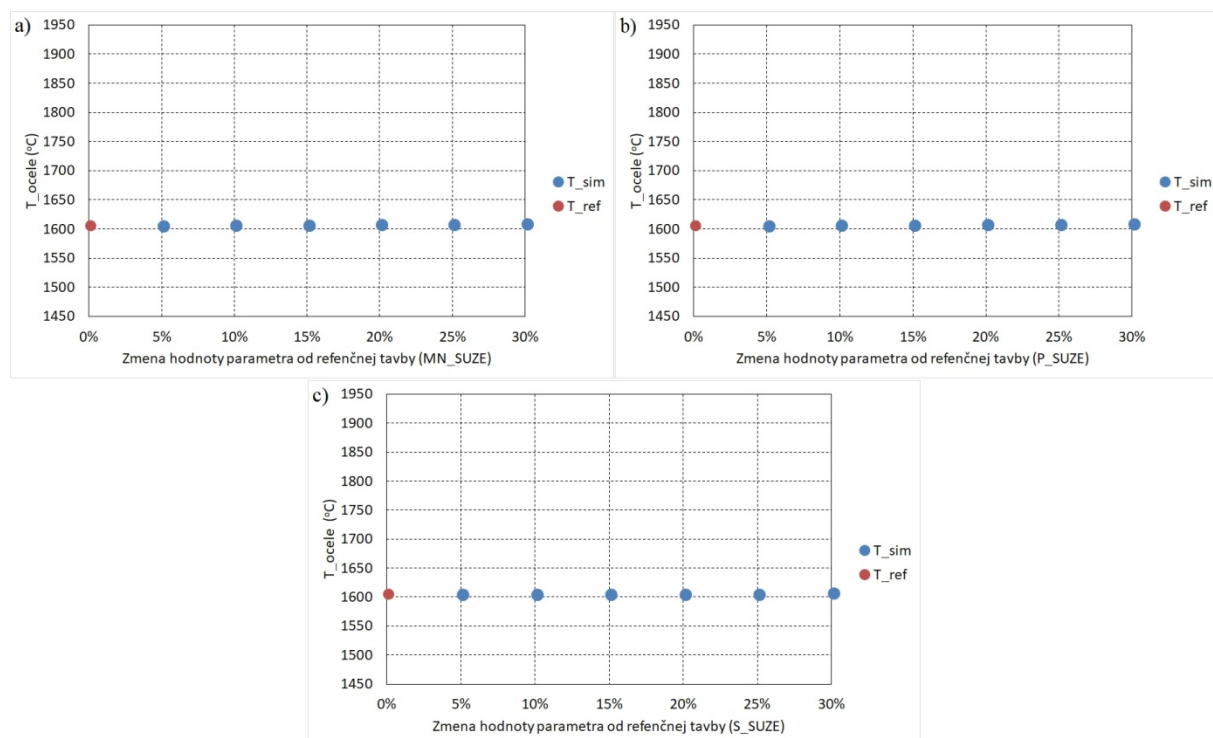 a)
1950
1900
1850
1800
1750
1700
1650
1600
1550
1500
1450
T_ocele (°C)
0% 5% 10% 15% 20% 25% 30%
Zmena hodnoty parametra od refenčnej tavby (MN_SUZE)
T_sim
T_ref
b)
1950
1900
1850
1800
1750
1700
1650
1600
1550
1500
1450
T_ocele (°C)
0% 5% 10% 15% 20% 25% 30%
Zmena hodnoty parametra od refenčnej tavby (P_SUZE)
T_sim
T_ref
c)
1950
1900
1850
1800
1750
1700
1650
1600
1550
1500
1450
T_ocele (°C)
0% 5% 10% 15% 20% 25% 30%
Zmena hodnoty parametra od refenčnej tavby (S_SUZE)
T_sim
T_ref